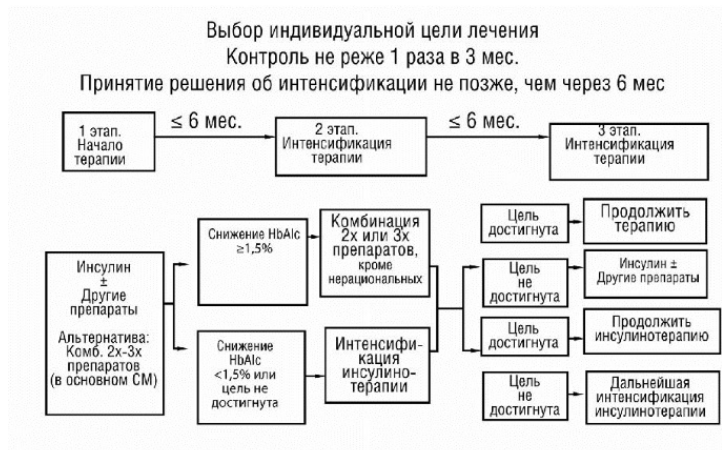 Выбор индивидуальной цели лечения
Контроль не реже 1 раза в 3 мес.
Принятие решения об интенсификации не позже, чем через 6 мес
1 этап.
Начало
терапии
≤ 6 мес.
2 этап.
Интенсификация
терапии
≤ 6 мес.
3 этап.
Интенсификация
терапии
Инсулин
±
Другие
препараты
Альтернатива:
Комб. 2х-3х
препаратов
(в основном СМ)
Снижение HbAlc
≥1,5%
Комбинация
2х или 3х
препаратов,
кроме
нерациональных
Снижение
HbAlc
<1,5% или
цель не
достигнута
Интенсифи-
кация
инсулино-
терапии
Цель
достигнута
Продолжить
терапию
Цель
не
достигнута
Инсулин ±
Другие препараты
Цель
достигнута
Продолжить
инсулинотерапию
Цель
не
достигнута
Дальнейшая
интенсификация
инсулинотерапии